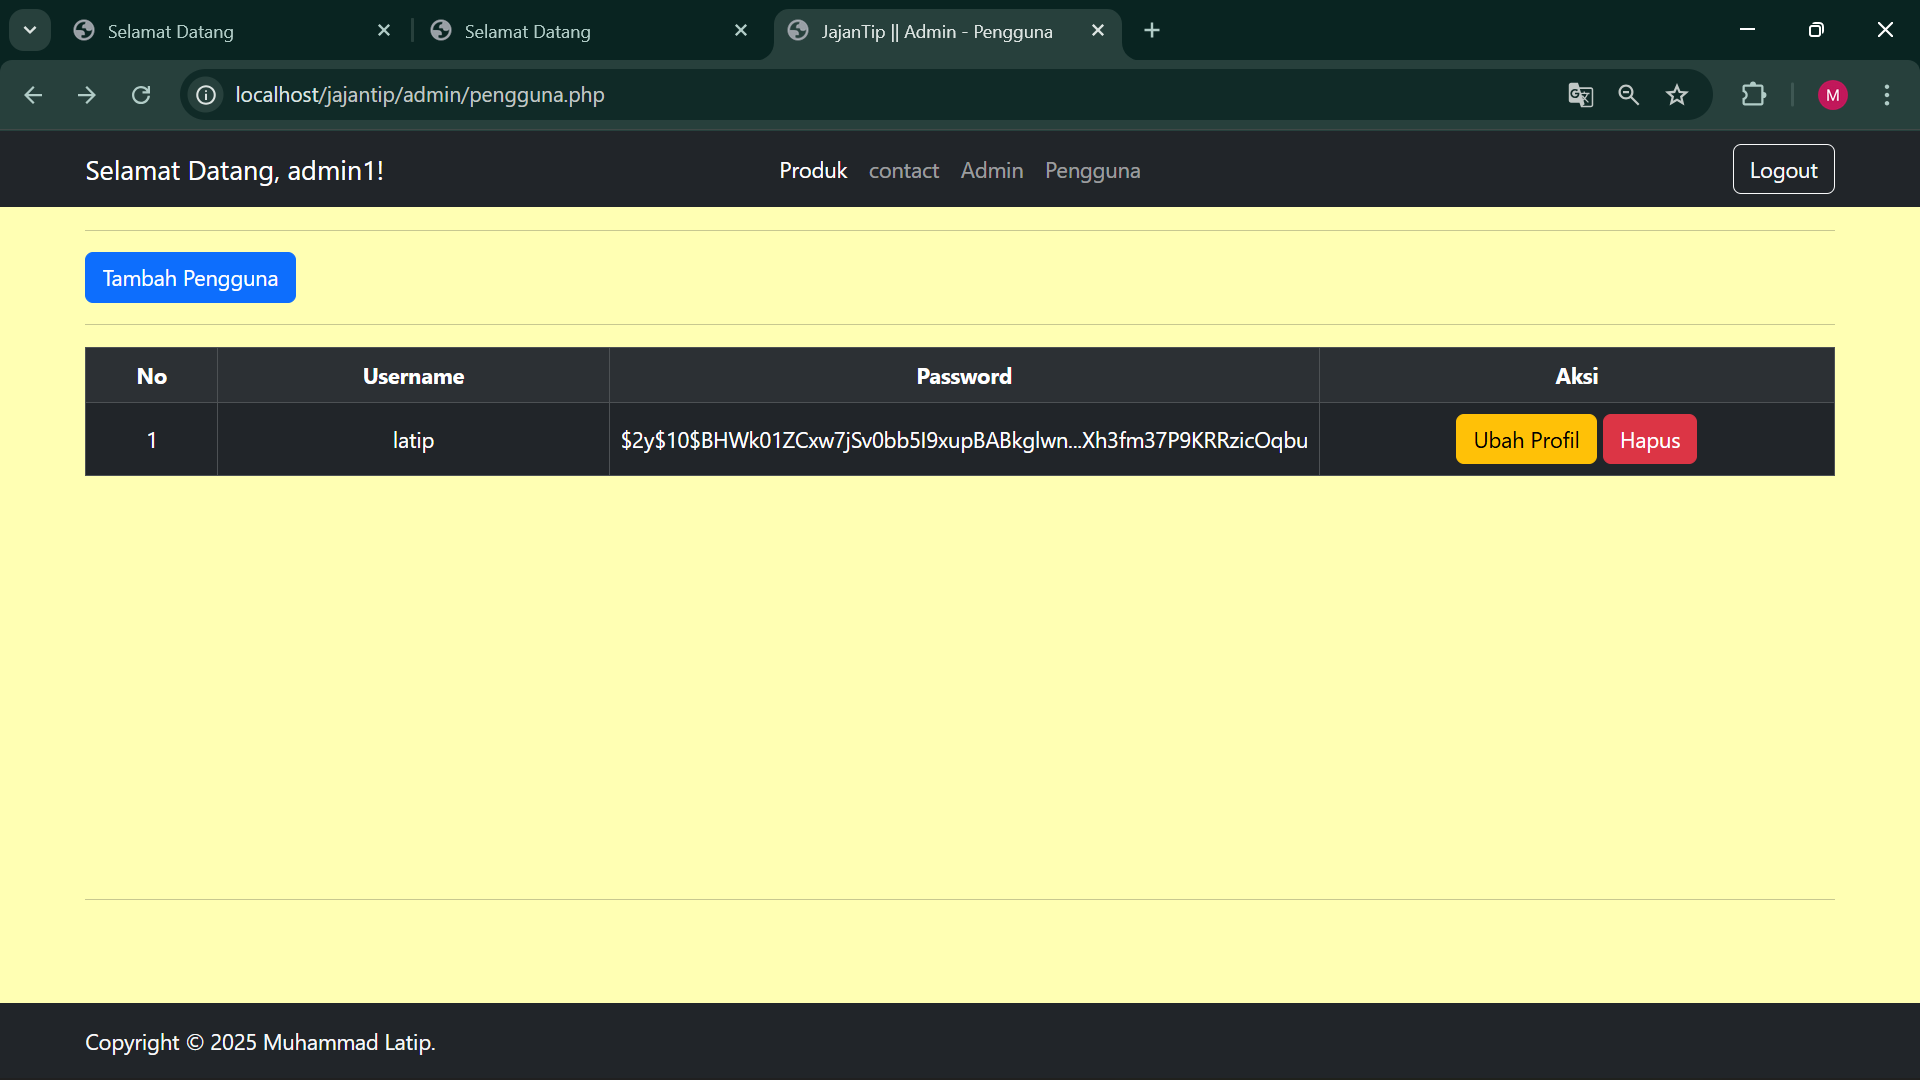 Selamat Datang
Selamat Datang
JajanTip || Admin - Pengguna
localhost/jajantip/admin/pengguna.php
M
Selamat Datang, admin1!
Produk contact Admin Pengguna
Logout
Tambah Pengguna
No Username Password Aksi
1 latip $2y$10$BHWk01ZCxw7jSv0bb5I9xupBABkglwn...Xh3fm37P9KRRzicOqbu Ubah Profil Hapus
Copyright © 2025 Muhammad Latip.